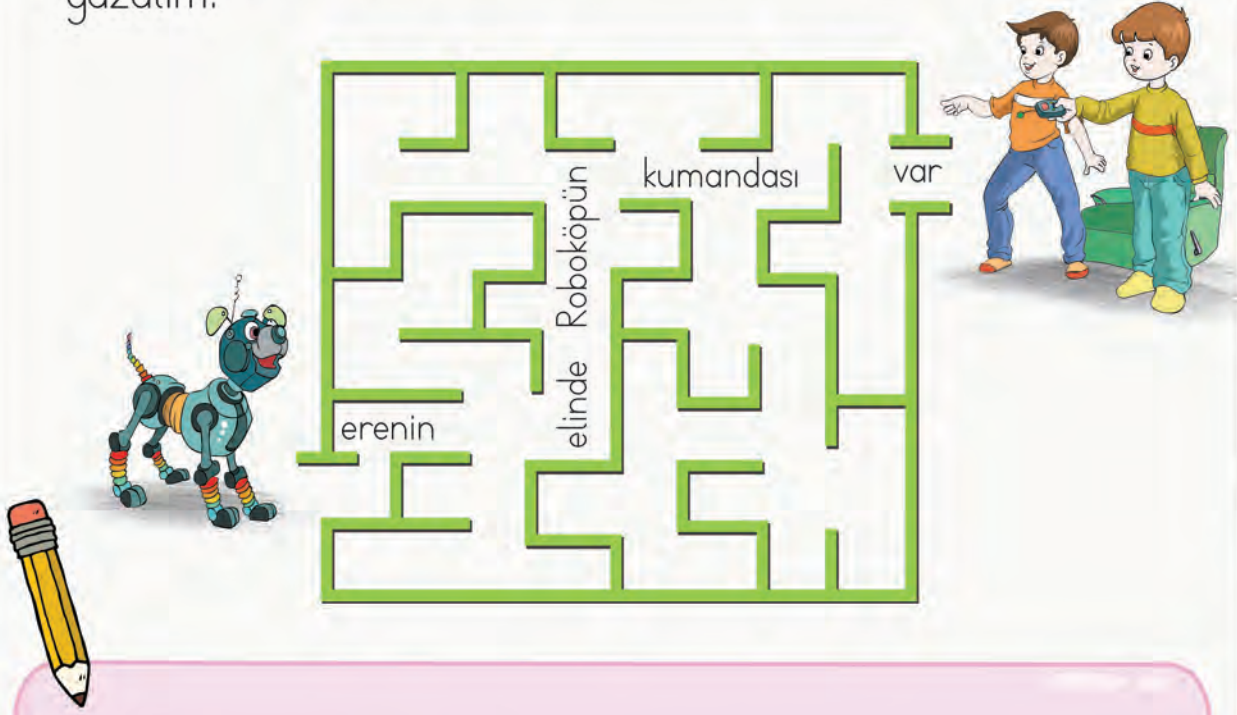 yazalım.
kumandası
var
Roboköpün
elinde
erenin